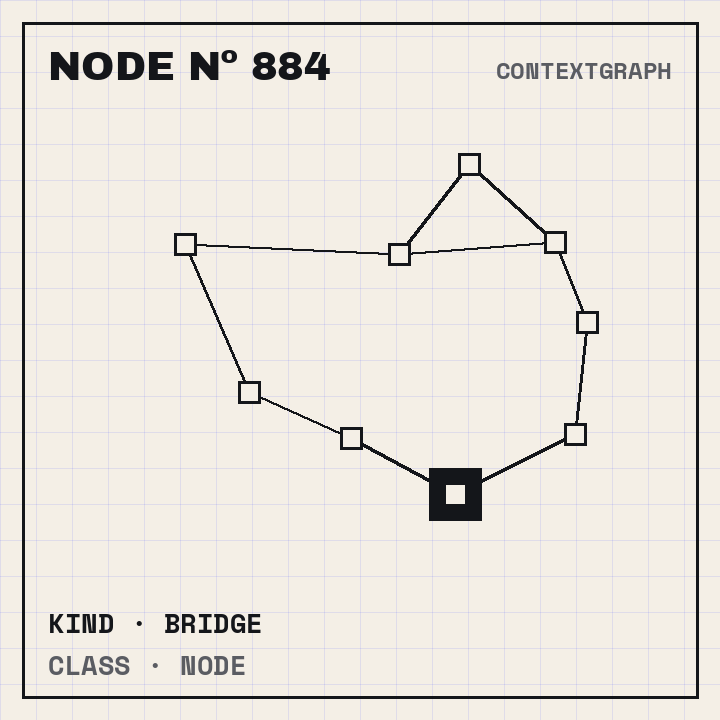 NODE Nº 884
CONTEXTGRAPH
KIND · BRIDGE
CLASS · NODE